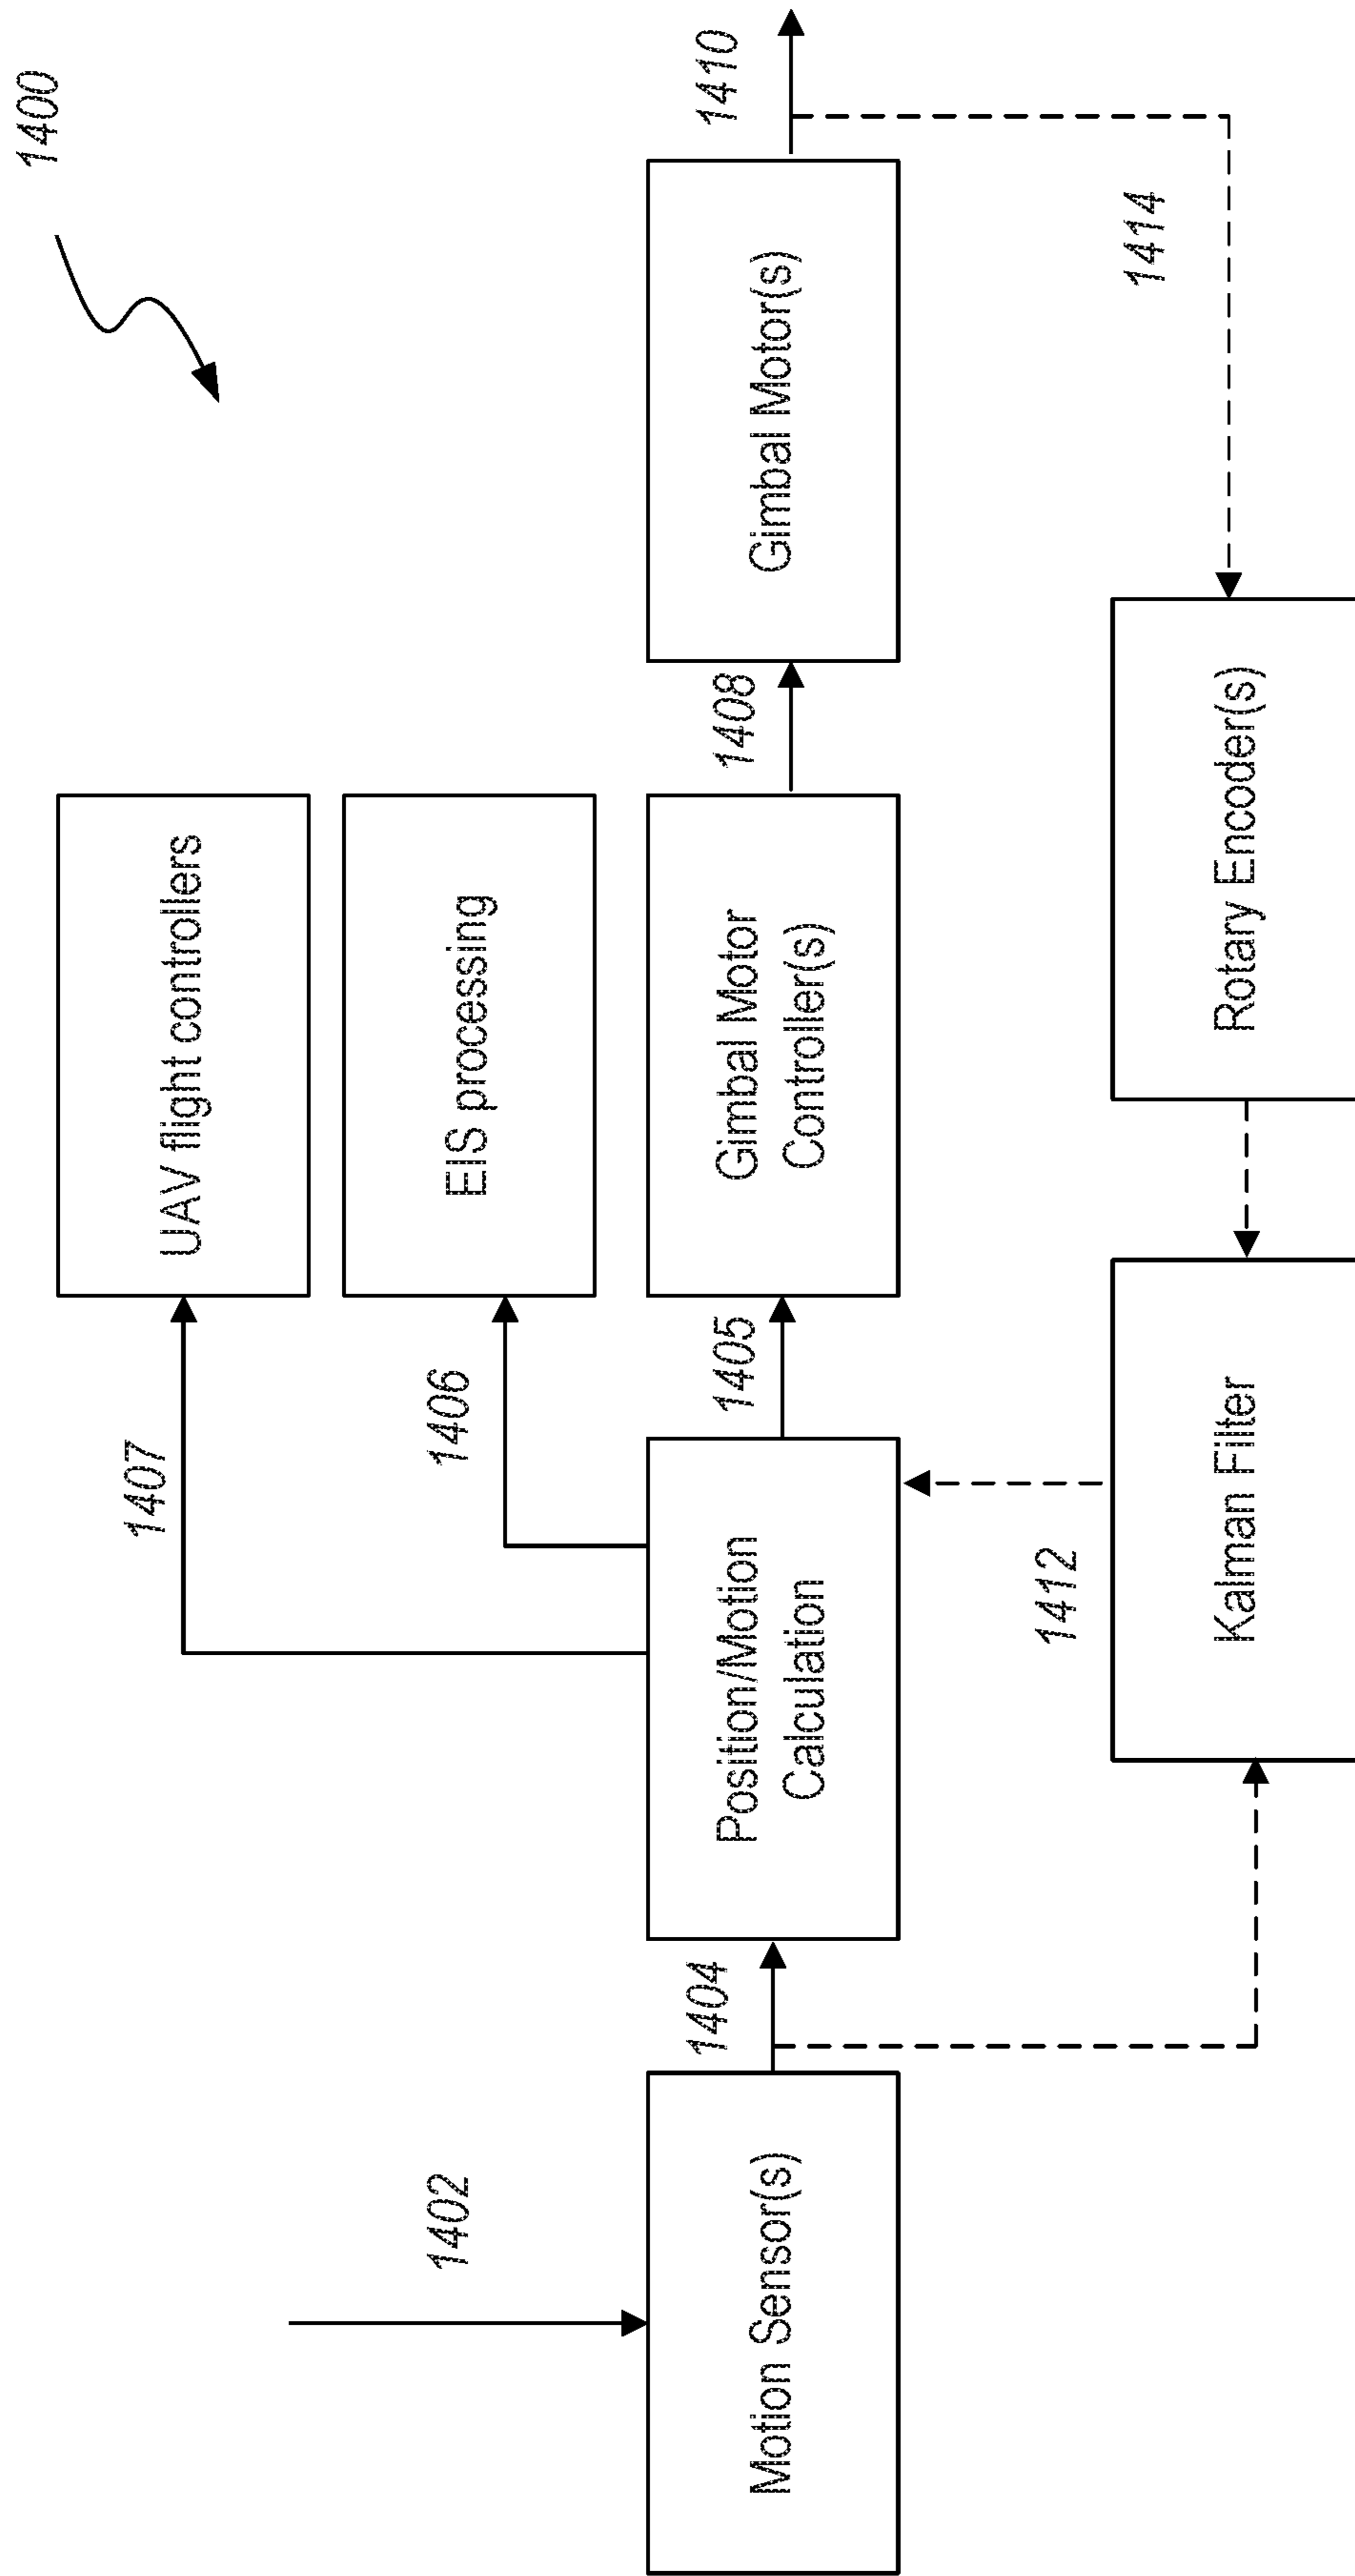 1400
UAV flight controllers
1407
EIS processing
1406
1402
Motion Sensor(s)
1404
Position/Motion
Calculation
1405
Gimbal Motor
Controller(s)
1408
Gimbal Motor(s)
1410
1412
1414
Kalman Filter
Rotary Encoder(s)